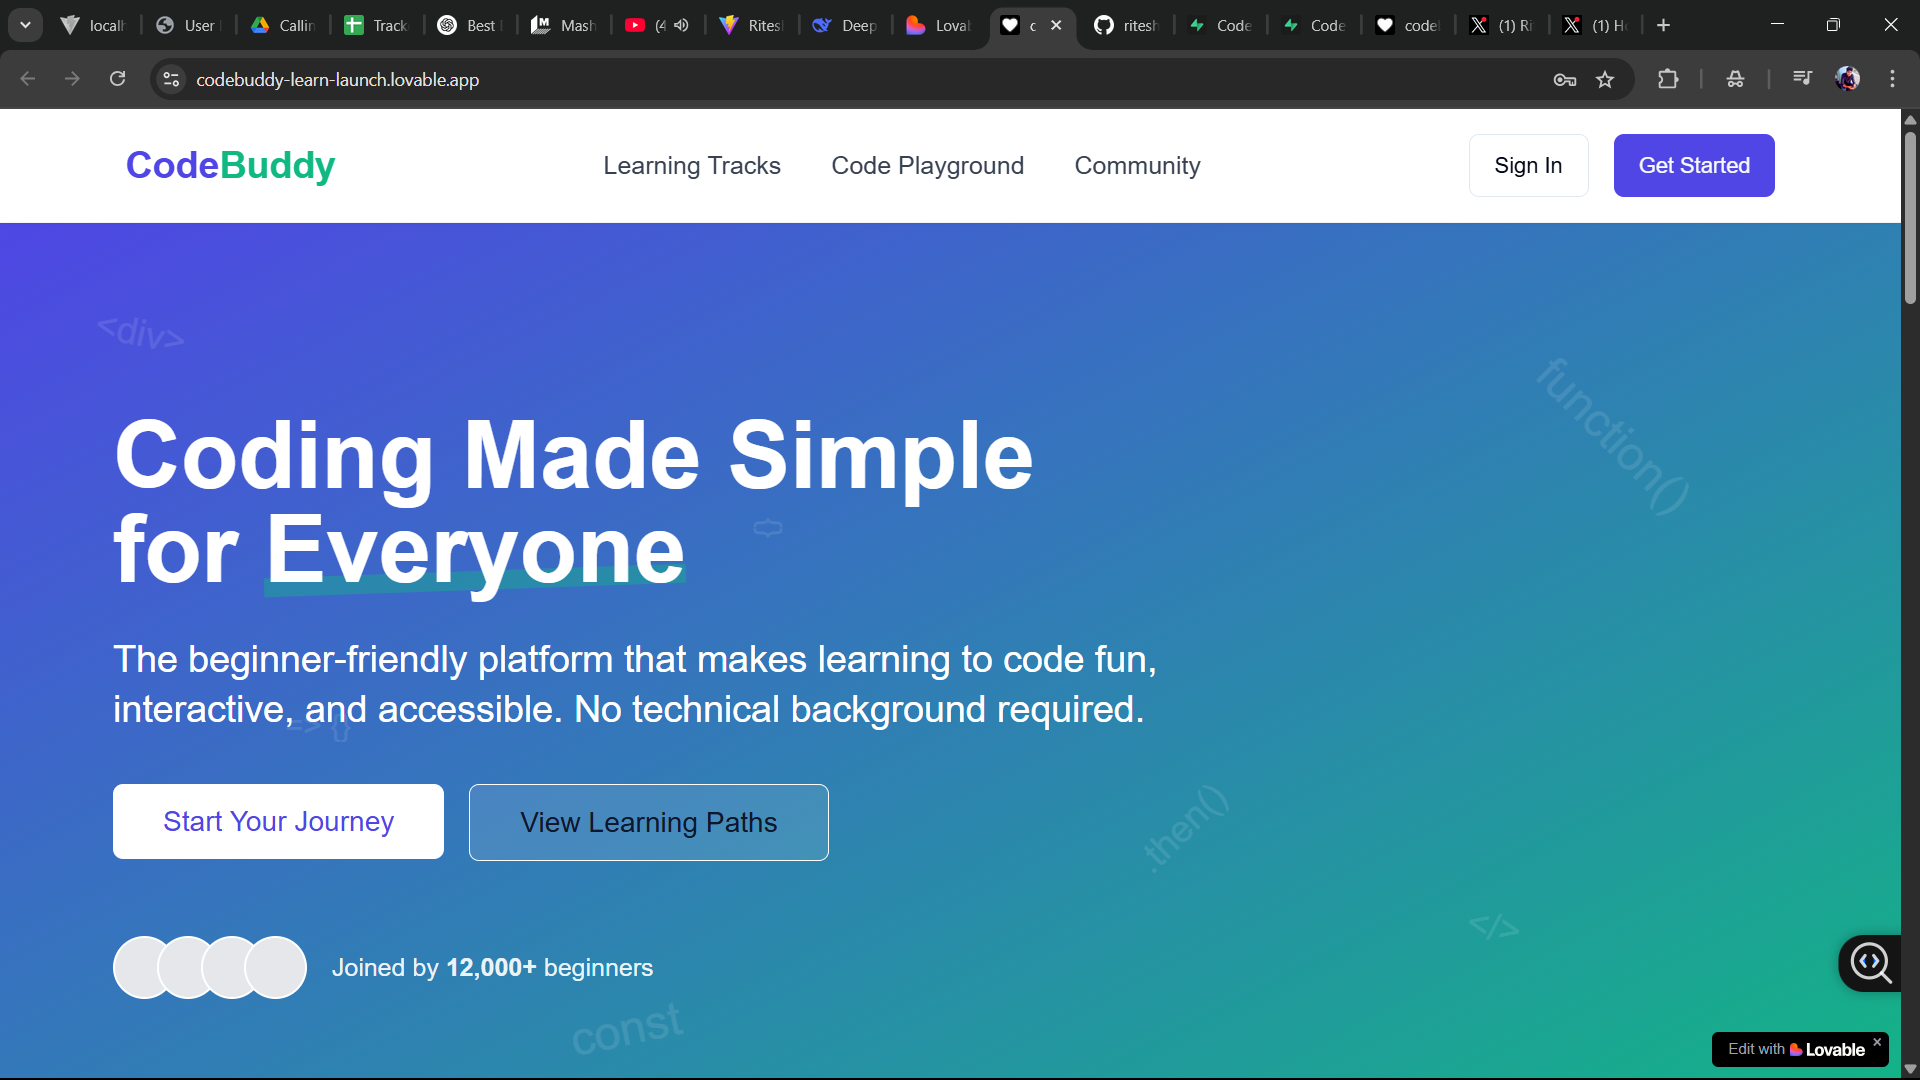 localh
User
Callin
Track
Best
Mash
(4
Ritesh
Deep
Lovab
c
ritesh
Code
Code
code
(1) Ri
(1) H
codebuddy-learn-launch.lovable.app
CodeBuddy
Learning Tracks
Code Playground
Community
Sign In
Get Started
<div>
function()
Coding Made Simple
for Everyone
The beginner-friendly platform that makes learning to code fun,
interactive, and accessible. No technical background required.
=> {}
Start Your Journey
View Learning Paths
.then()
</>
Joined by 12,000+ beginners
const
Edit with Lovable